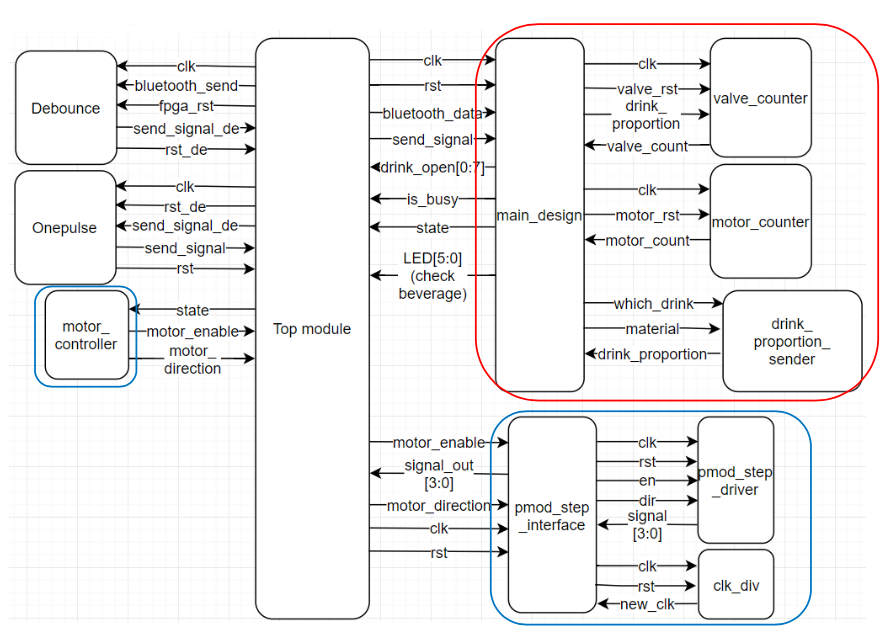 Debounce
clk
bluetooth_send
fpga_rst
send_signal_de
rst_de
Onepulse
clk
rst_de
send_signal_de
send_signal
rst
motor_
controller
state
motor_enable
motor_
direction
Top module
clk
rst
bluetooth_data
send_signal
drink_open[0:7]
is_busy
state
LED[5:0]
(check
beverage)
main_design
clk
valve_rst
drink_
proportion
valve_count
valve_counter
clk
motor_rst
motor_count
motor_counter
which_drink
material
drink_proportion
drink_
proportion_
sender
motor_enable
signal_out
[3:0]
motor_direction
clk
rst
pmod_step
_interface
clk
rst
en
dir
signal
[3:0]
pmod_step
_driver
clk
rst
new_clk
clk_div